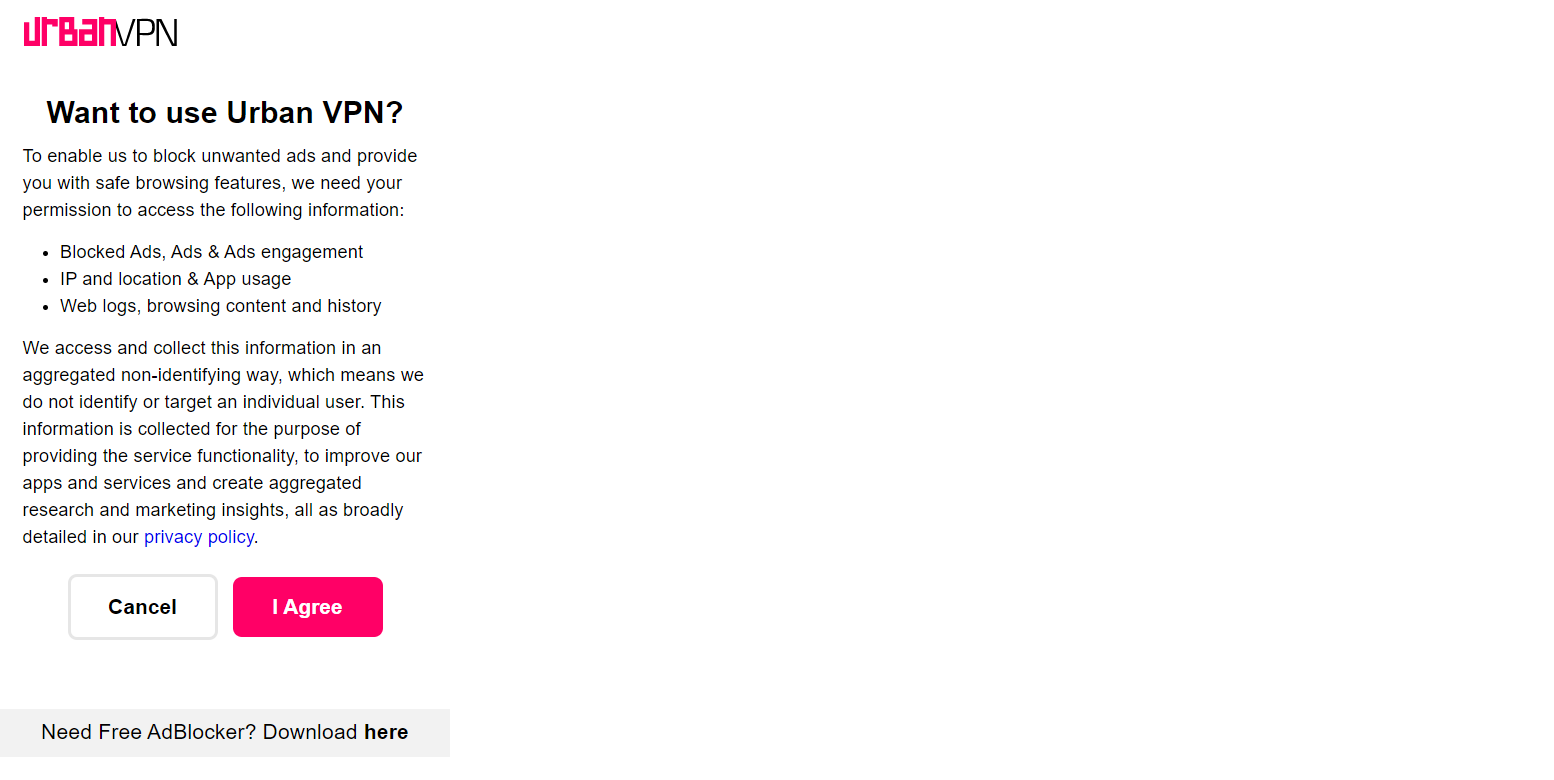 urbanVPN
Want to use Urban VPN?
To enable us to block unwanted ads and provide
you with safe browsing features, we need your
permission to access the following information:
• Blocked Ads, Ads & Ads engagement
• IP and location & App usage
• Web logs, browsing content and history
We access and collect this information in an
aggregated non-identifying way, which means we
do not identify or target an individual user. This
information is collected for the purpose of
providing the service functionality, to improve our
apps and services and create aggregated
research and marketing insights, all as broadly
detailed in our privacy policy.
Cancel I Agree
Need Free AdBlocker? Download here